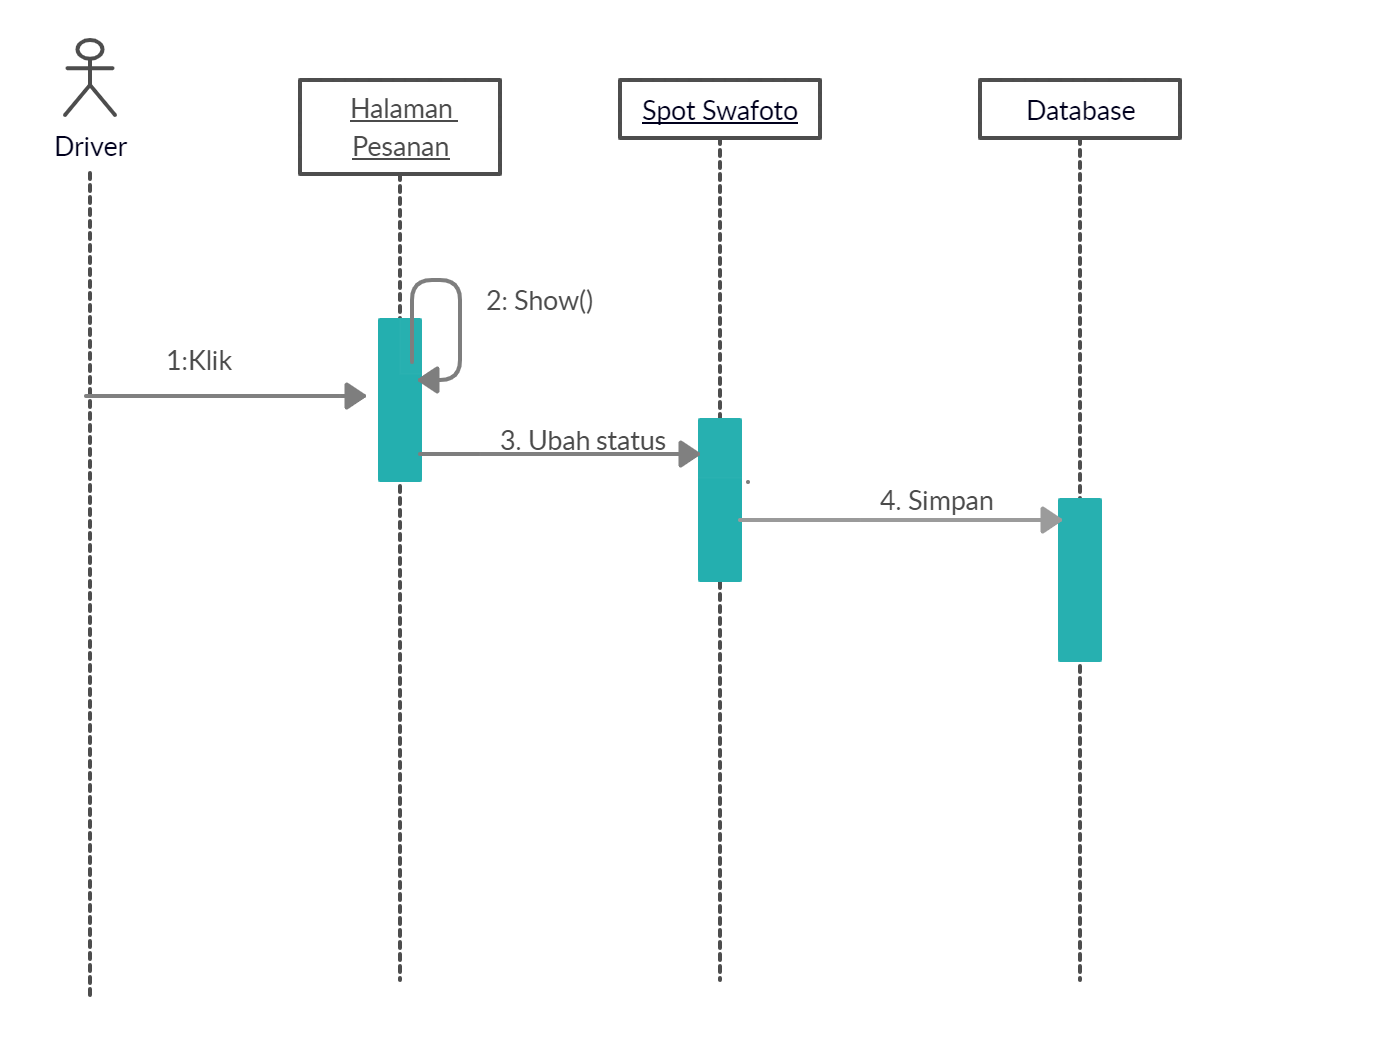 Driver
Halaman
Pesanan
Spot Swafoto
Database
2: Show()
1:Klik
3. Ubah status
4. Simpan